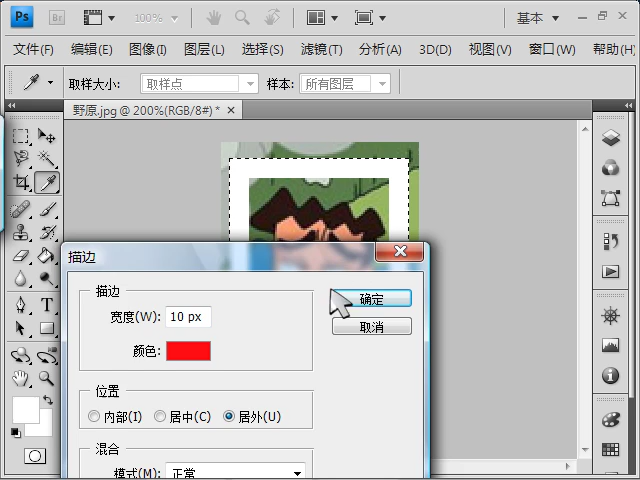 Ps Br 100% 基本
文件(F) 编辑(E) 图像(I) 图层(L) 选择(S) 滤镜(T) 分析(A) 3D(D) 视图(V) 窗口(W) 帮助(H)
取样大小: 取样点 样本: 所有图层
野原.jpg @ 200%(RGB/8#) *
描边
描边
宽度(W): 10 px
确定
取消
颜色:
位置
内部(I) 居中(C) 居外(U)
混合
模式(M): 正常